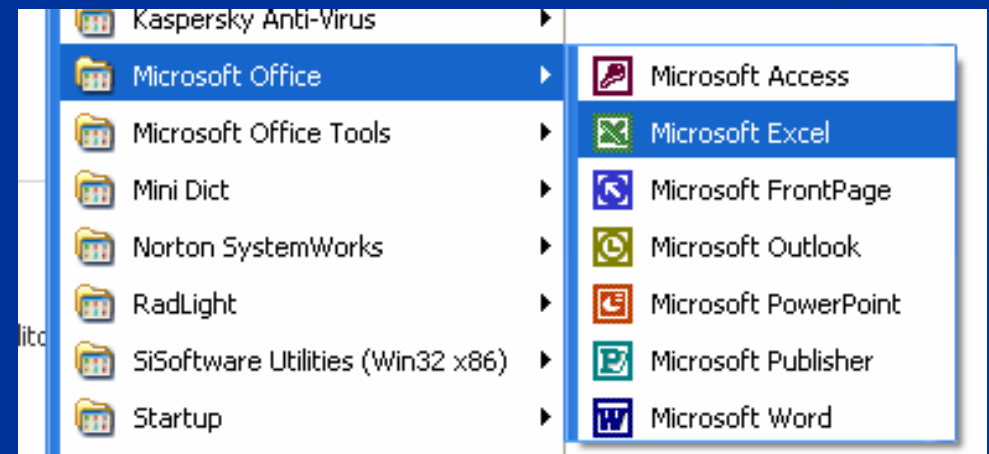 Kaspersky Anti-Virus
Microsoft Office
Microsoft Office Tools
Mini Dict
Norton SystemWorks
RadLight
SiSoftware Utilities (Win32 x86)
Startup
Microsoft Access
Microsoft Excel
Microsoft FrontPage
Microsoft Outlook
Microsoft PowerPoint
Microsoft Publisher
Microsoft Word